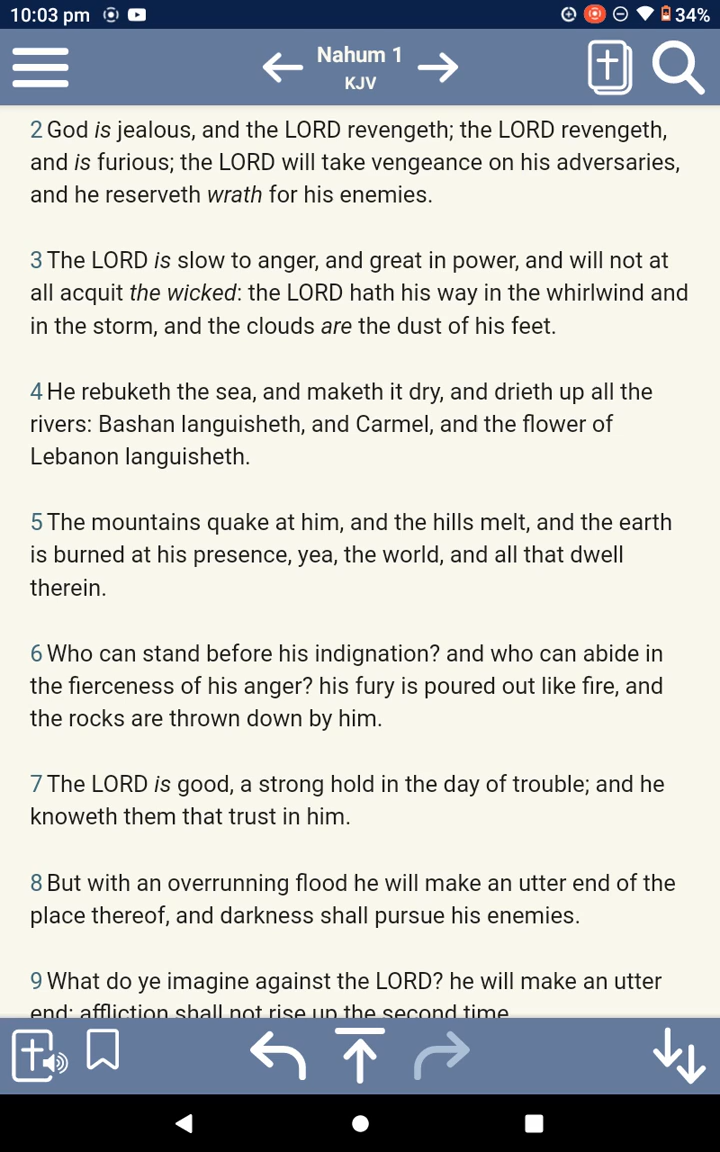 10:03 pm
34%
Nahum 1
KJV
2 God is jealous, and the LORD revengeth; the LORD revengeth,
and is furious; the LORD will take vengeance on his adversaries,
and he reserveth wrath for his enemies.
3 The LORD is slow to anger, and great in power, and will not at
all acquit the wicked: the LORD hath his way in the whirlwind and
in the storm, and the clouds are the dust of his feet.
4 He rebuketh the sea, and maketh it dry, and drieth up all the
rivers: Bashan languisheth, and Carmel, and the flower of
Lebanon languisheth.
5 The mountains quake at him, and the hills melt, and the earth
is burned at his presence, yea, the world, and all that dwell
therein.
6 Who can stand before his indignation? and who can abide in
the fierceness of his anger? his fury is poured out like fire, and
the rocks are thrown down by him.
7 The LORD is good, a strong hold in the day of trouble; and he
knoweth them that trust in him.
8 But with an overrunning flood he will make an utter end of the
place thereof, and darkness shall pursue his enemies.
9 What do ye imagine against the LORD? he will make an utter
end: affliction shall not rise up the second time.